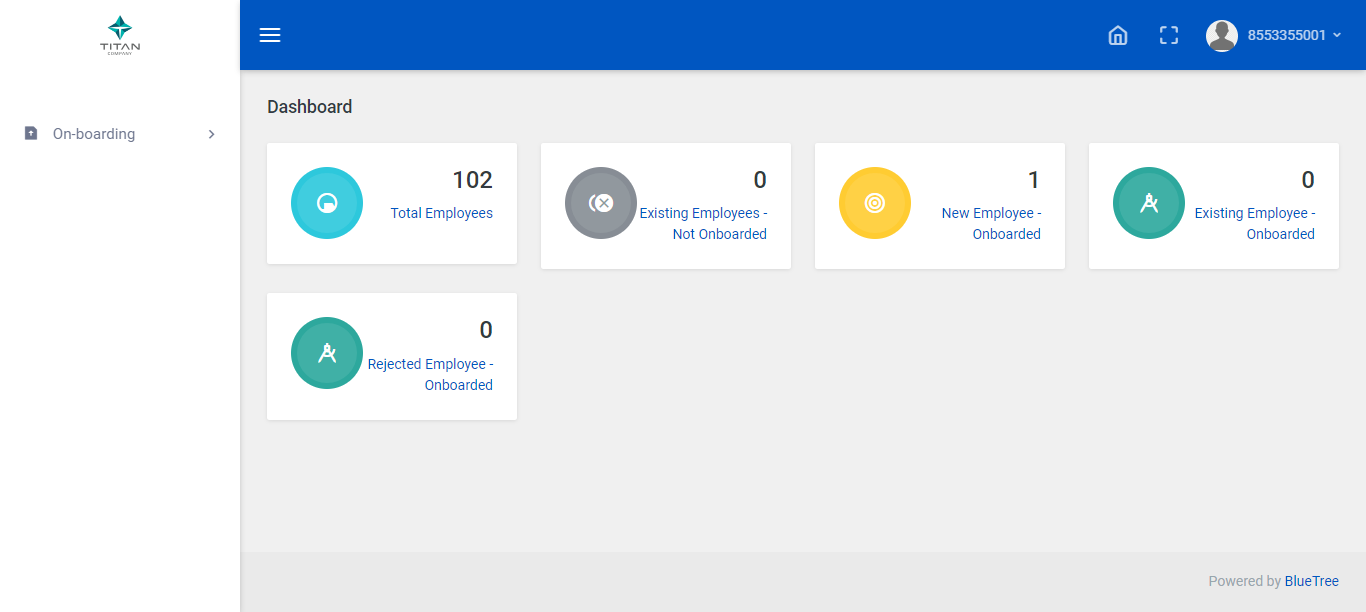 TITAN
COMPANY
8553355001
On-boarding
Dashboard
102
Total Employees
0
Existing Employees -
Not Onboarded
1
New Employee -
Onboarded
0
Existing Employee -
Onboarded
0
Rejected Employee -
Onboarded
Powered by BlueTree